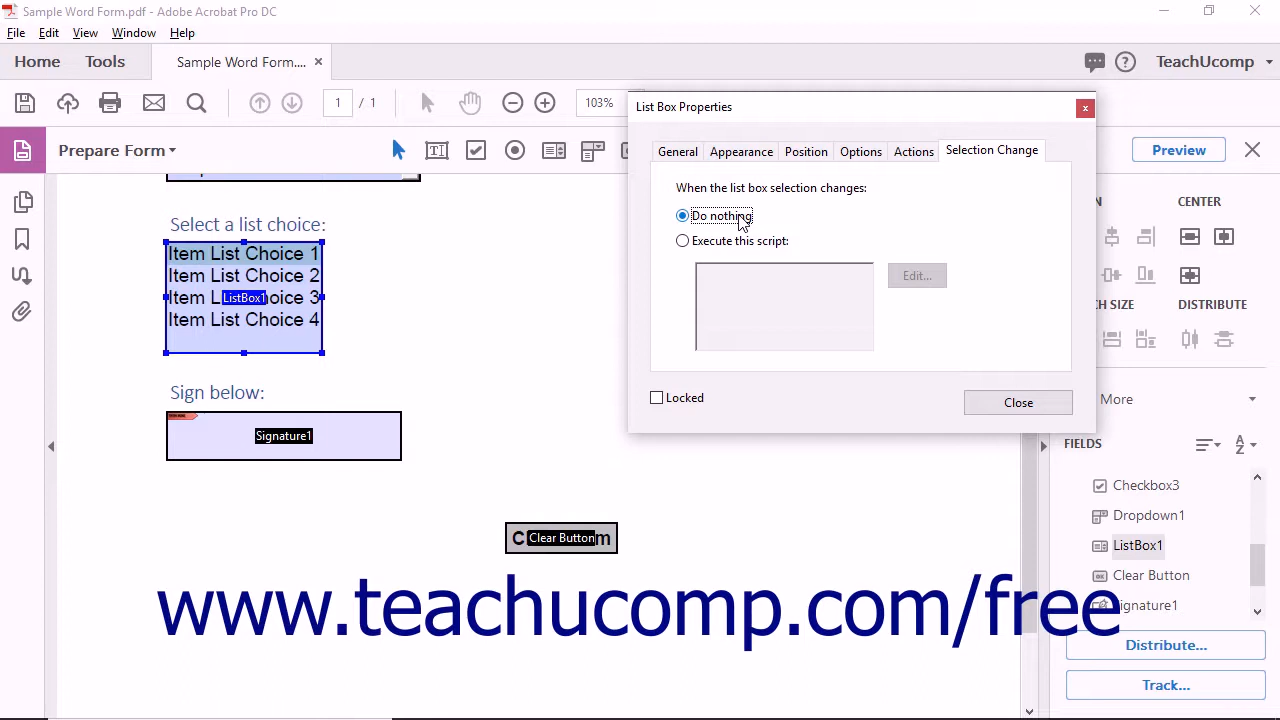 Sample Word Form.pdf - Adobe Acrobat Pro DC
File Edit View Window Help
Home Tools Sample Word Form.... × TeachUcomp
1 / 1 103%
Prepare Form
Preview
List Box Properties
General Appearance Position Options Actions Selection Change
When the list box selection changes:
Do nothing
Execute this script:
Edit...
Locked
Close
Select a list choice:
Item List Choice 1
Item List Choice 2
ListBox1
Item List Choice 4
Sign below:
Signature1
Clear Button
CENTER
DISTRIBUTE
More
FIELDS
Checkbox3
Dropdown1
ListBox1
Clear Button
Signature1
Distribute...
Track...
www.teachucomp.com/free